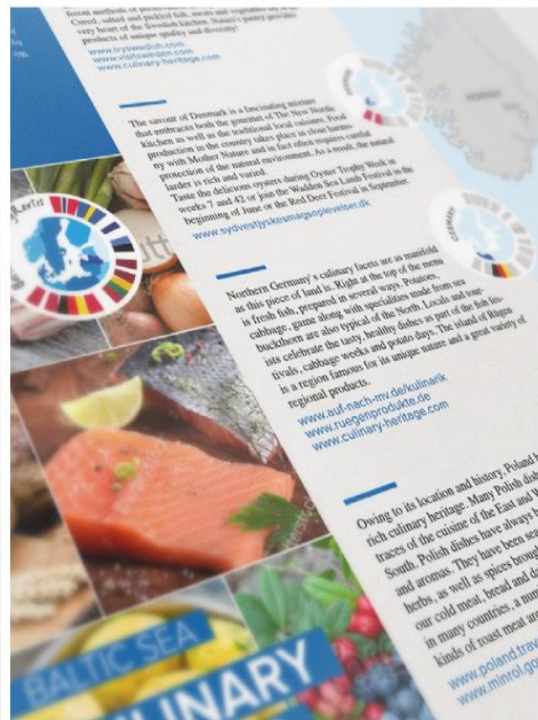 Cured, salted and pickled fish, meats and vegetables
very heart of the Swedish kitchen. Nature's pantry provides
products of unique quality and diversity!
www.tryswedish.com
www.visitsweden.com
www.culinary-heritage.com
The savour of Denmark is a fascinating mixture
that embraces both the gourmet of The New Nordic
kitchen as well as the traditional local cuisines. Food
production in the country takes place in close harmo-
ny with Mother Nature and in fact often requires careful
protection of the natural environment. As a result, the natural
larder is rich and varied.
Taste the delicious oysters during Oyster Trophy Week in
weeks 7 and 42 or join the Wadden Sea Lamb Festival in the
beginning of June or the Red Deer Festival in September.
www.sydvestjyskesmagsoplevelser.dk
GERMANY
Northern Germany's culinary facets are as manifold
as this piece of land is. Right at the top of the menu
is fresh fish, prepared in several ways. Potatoes,
cabbage, game along with specialities made from sea
buckthorn are also typical of the North. Locals and tour-
ists celebrate the tasty, healthy dishes as part of the fish fes-
tivals, cabbage weeks and potato days. The island of Rügen
is a region famous for its unique nature and a great variety of
regional products.
www.auf-nach-mv.de/kulinarik
www.ruegenprodukte.de
www.culinary-heritage.com
Owing to its location and history, Poland
rich culinary heritage. Many Polish
traces of the cuisine of the East and
South, Polish dishes have always
and aromas. They have been
herbs, as well as spices
our cold meat, bread and
in many countries, a
kinds of roast meat
www.poland.
www.minrol.
BALTIC SEA